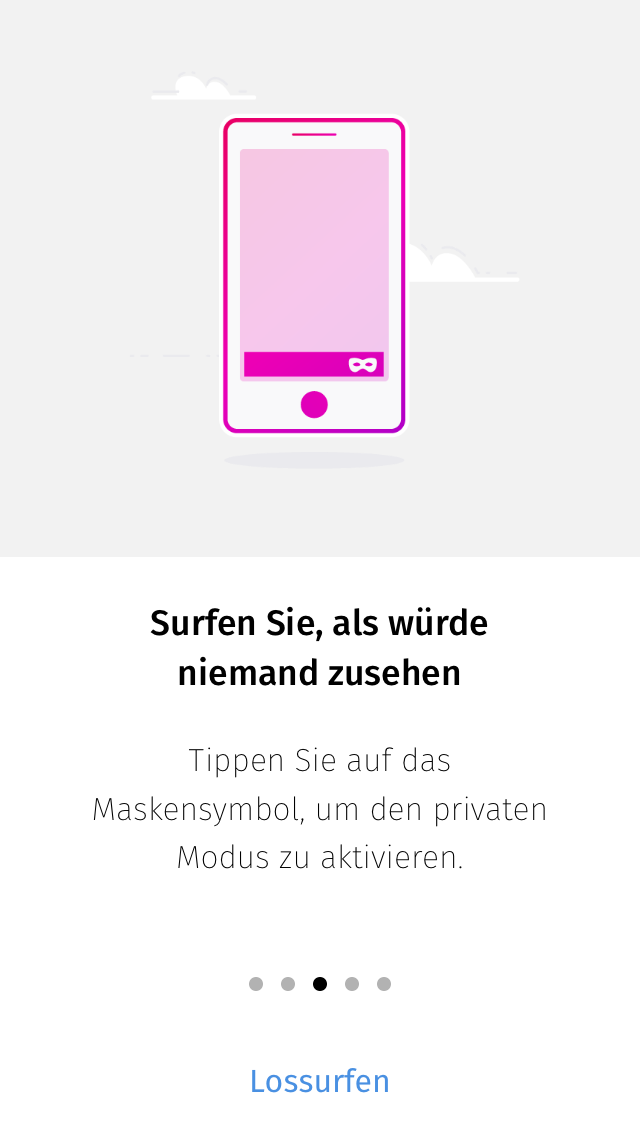 Surfen Sie, als würde
niemand zusehen
Tippen Sie auf das
Maskensymbol, um den privaten
Modus zu aktivieren.
Lossurfen